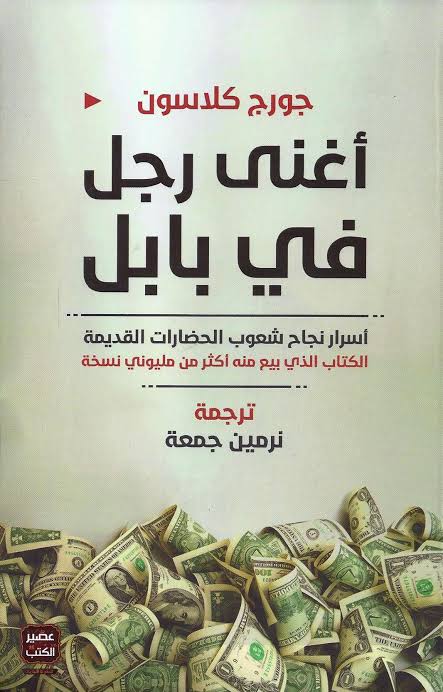 جورج كلاسون
أغنى رجل
في بابل
أسرار نجاح شعوب الحضارات القديمة
الكتاب الذي بيع منه أكثر من مليوني نسخة
ترجمة
نرمين جمعة
عصير
الكتب